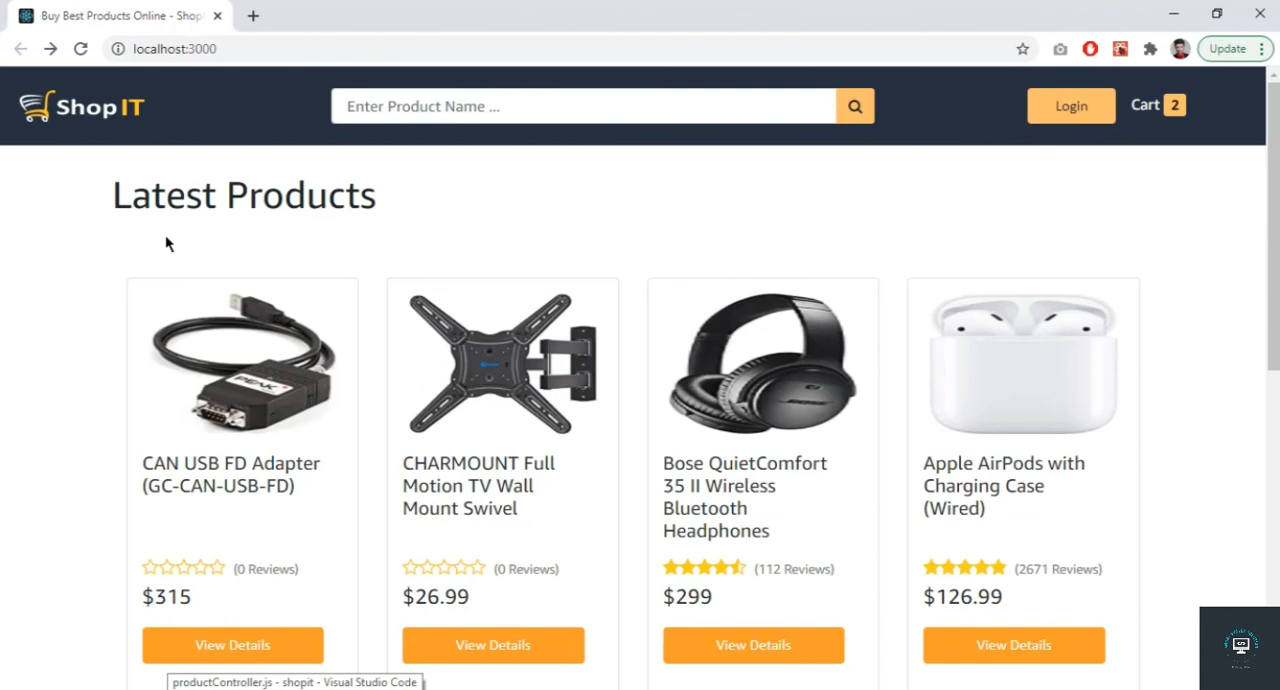 Buy Best Products Online - Shop
localhost:3000
Update
ShopIT
Enter Product Name ...
Login
Cart 2
Latest Products
PEAK
CAN USB FD Adapter
(GC-CAN-USB-FD)
(0 Reviews)
$315
View Details
CHARMOUNT Full
Motion TV Wall
Mount Swivel
(0 Reviews)
$26.99
View Details
BOSE
Bose QuietComfort
35 II Wireless
Bluetooth
Headphones
(112 Reviews)
$299
View Details
Apple AirPods with
Charging Case
(Wired)
(2671 Reviews)
$126.99
View Details
productController.js - shopit - Visual Studio Code